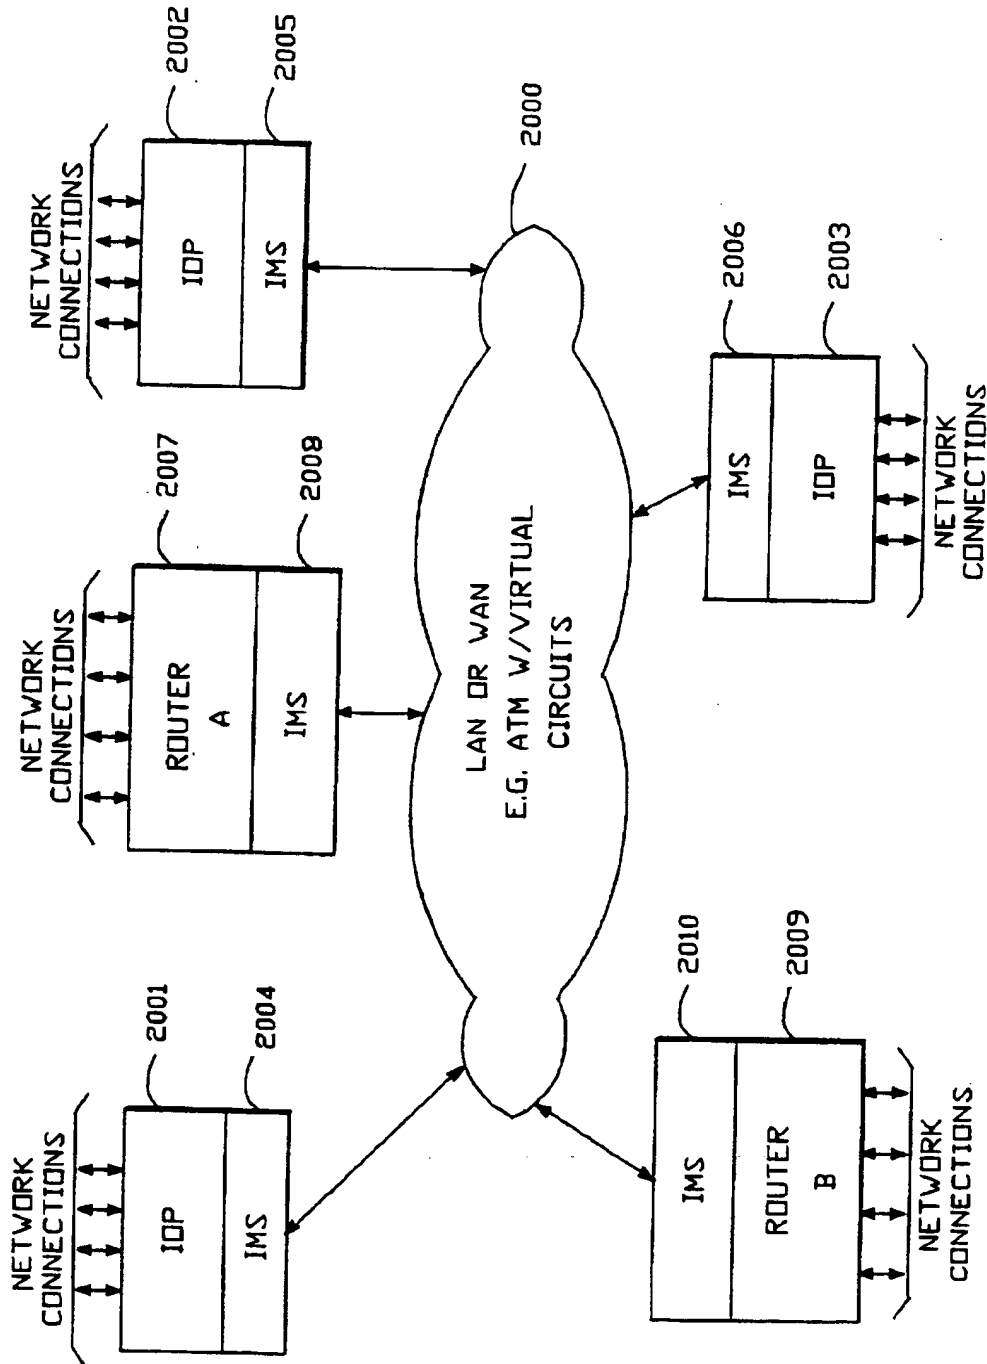 NETWORK
CONNECTIONS
IOP
2001
IMS
2004
NETWORK
CONNECTIONS
ROUTER
A
2007
IMS
2008
NETWORK
CONNECTIONS
IOP
2002
IMS
2005
LAN OR WAN
E.G. ATM W/VIRTUAL
CIRCUITS
2000
IMS
2010
ROUTER
B
2009
NETWORK
CONNECTIONS
IMS
2006
IOP
2003
NETWORK
CONNECTIONS